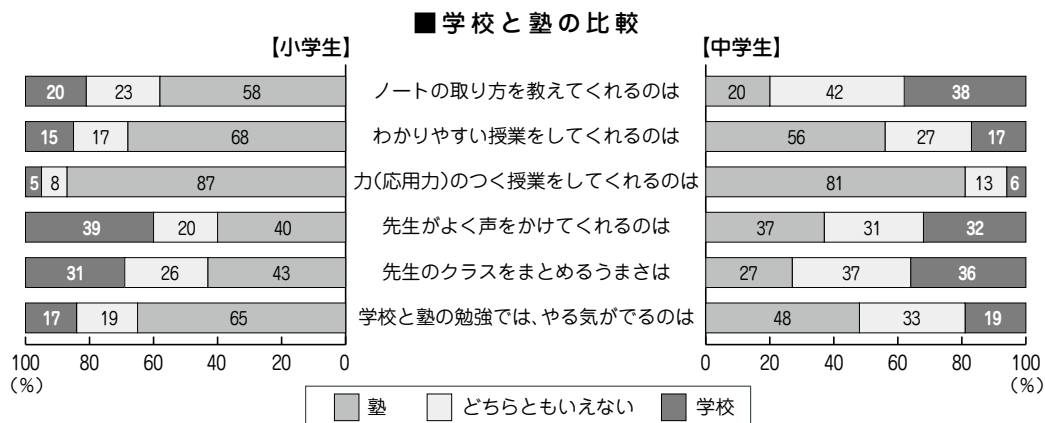 ■学校と塾の比較
【小学生】 【中学生】
20 23 58 ノートの取り方を教えてくれるのは 20 42 38
15 17 68 わかりやすい授業をしてくれるのは 56 27 17
5 8 87 力(応用力)のつく授業をしてくれるのは 81 13 6
39 20 40 先生がよく声をかけてくれるのは 37 31 32
31 26 43 先生のクラスをまとめるうまさは 27 37 36
17 19 65 学校と塾の勉強では、やる気がでるのは 48 33 19
100 80 60 40 20 0 0 20 40 60 80 100
(%) (%)
塾 どちらともいえない 学校